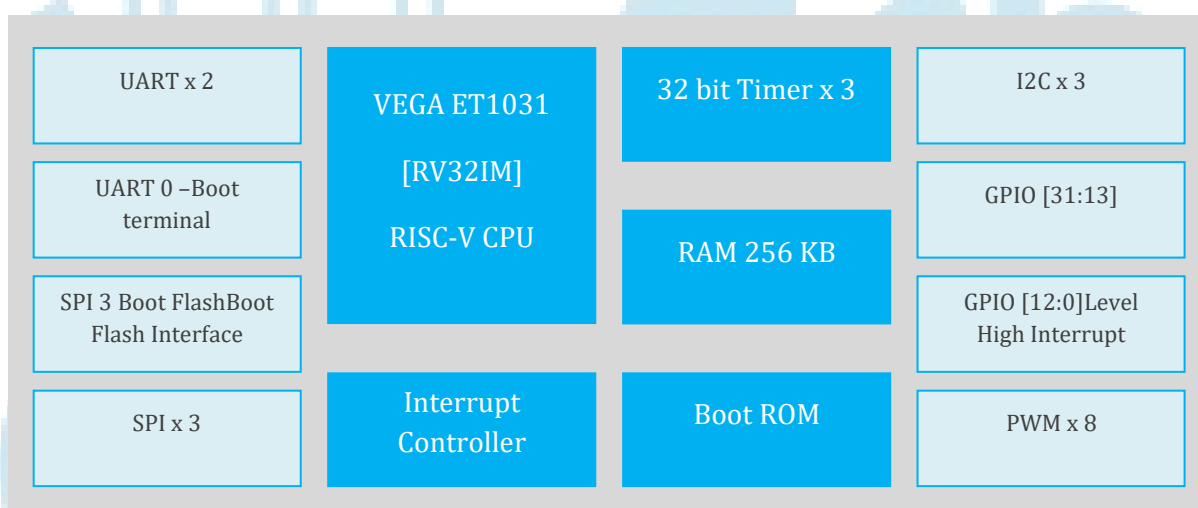 UART x 2
UART 0 –Boot
terminal
SPI 3 Boot FlashBoot
Flash Interface
SPI x 3
VEGA ET1031
[RV32IM]
RISC-V CPU
Interrupt
Controller
32 bit Timer x 3
RAM 256 KB
Boot ROM
I2C x 3
GPIO [31:13]
GPIO [12:0]Level
High Interrupt
PWM x 8